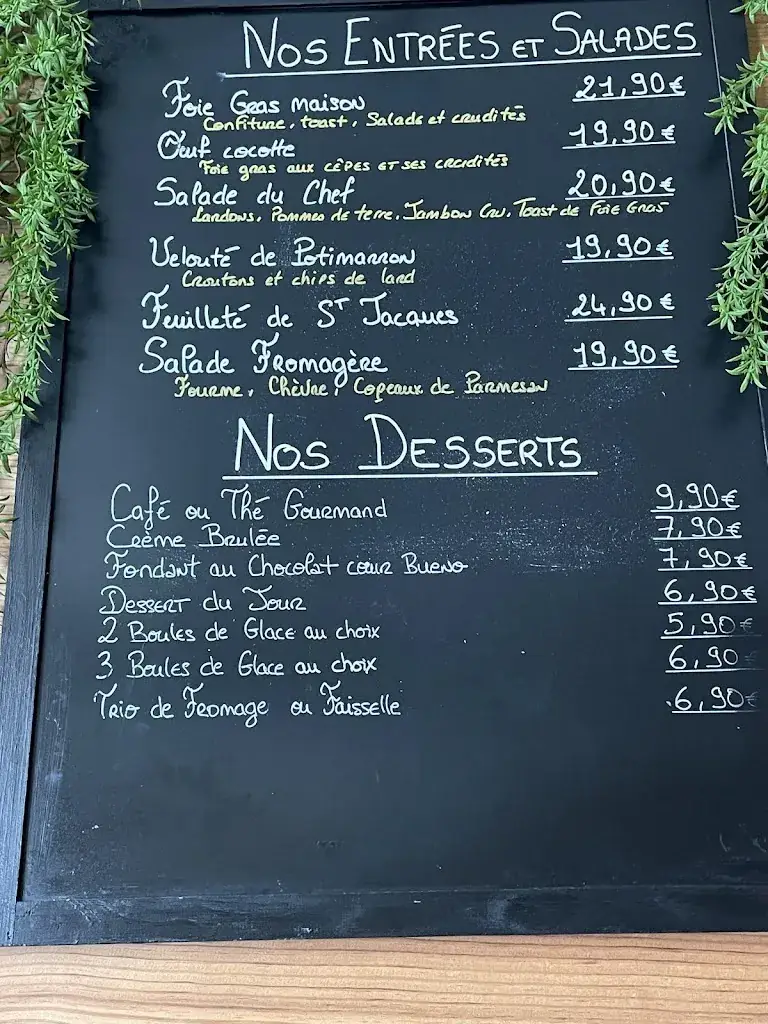 Nos Entrées et Salades
Foie Gras maison 21,90€
Confiture, toast, Salade et crudités
Œuf cocotte 19,90€
Foie gras aux cêpes et ses crudités
Salade du Chef 20,90€
Lardons, Pommes de terre, Jambon Cru, Toast de Foie Gras
Velouté de Potimarron 19,90€
Croutons et chips de lard
Feuilleté de St Jacques 24,90€
Salade Fromagère 19,90€
Fourme, Chèvre, Copeaux de Parmesan
Nos Desserts
Café ou Thé Gourmand 9,90€
Crème Brulée 7,90€
Fondant au Chocolat cœur Bueno 7,90€
Dessert du Jour 6,90€
2 Boules de Glace au choix 5,90€
3 Boules de Glace au choix 6,90€
Trio de Fromage ou Faisselle 6,90€